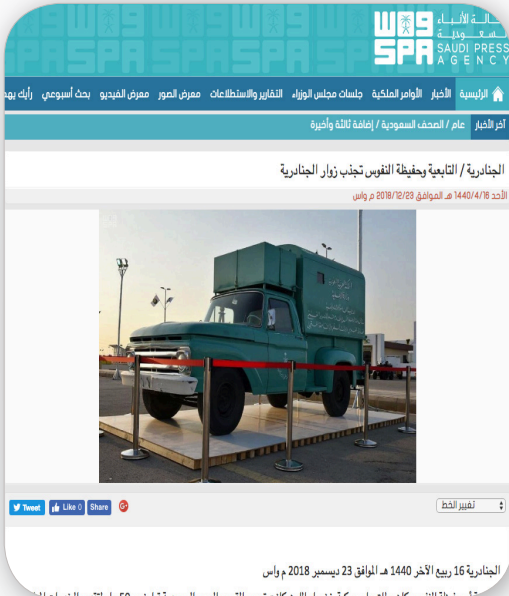 وكالة الأنباء
السعودية
واس
SPA
SAUDI PRESS
AGENCY
الرئيسية الأخبار الأوامر الملكية جلسات مجلس الوزراء التقارير والاستطلاعات معرض الصور معرض الفيديو بحث أسبوعي رأيك يهم
آخر الأخبار عام / الصحف السعودية / إضافة ثالثة وأخيرة
الجنادرية / التابعية وحفيظة النفوس تجذب زوار الجنادرية
الأحد 1440/4/16 هـ الموافق 2018/12/23 م واس
Tweet Like 0 Share G+ تغيير الخط
الجنادرية 16 ربيع الآخر 1440 هـ الموافق 23 ديسمبر 2018 م واس